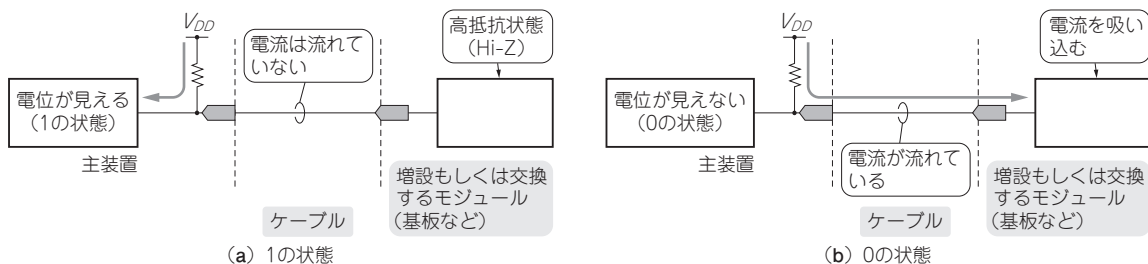 VDD
電流は流れて
いない
高抵抗状態
（Hi-Z）
電位が見える
（1の状態）
主装置
増設もしくは交換
するモジュール
（基板など）
ケーブル
（a）1の状態
VDD
電流を吸い
込む
電位が見えない
（0の状態）
主装置
電流が流れて
いる
増設もしくは交換
するモジュール
（基板など）
ケーブル
（b）0の状態